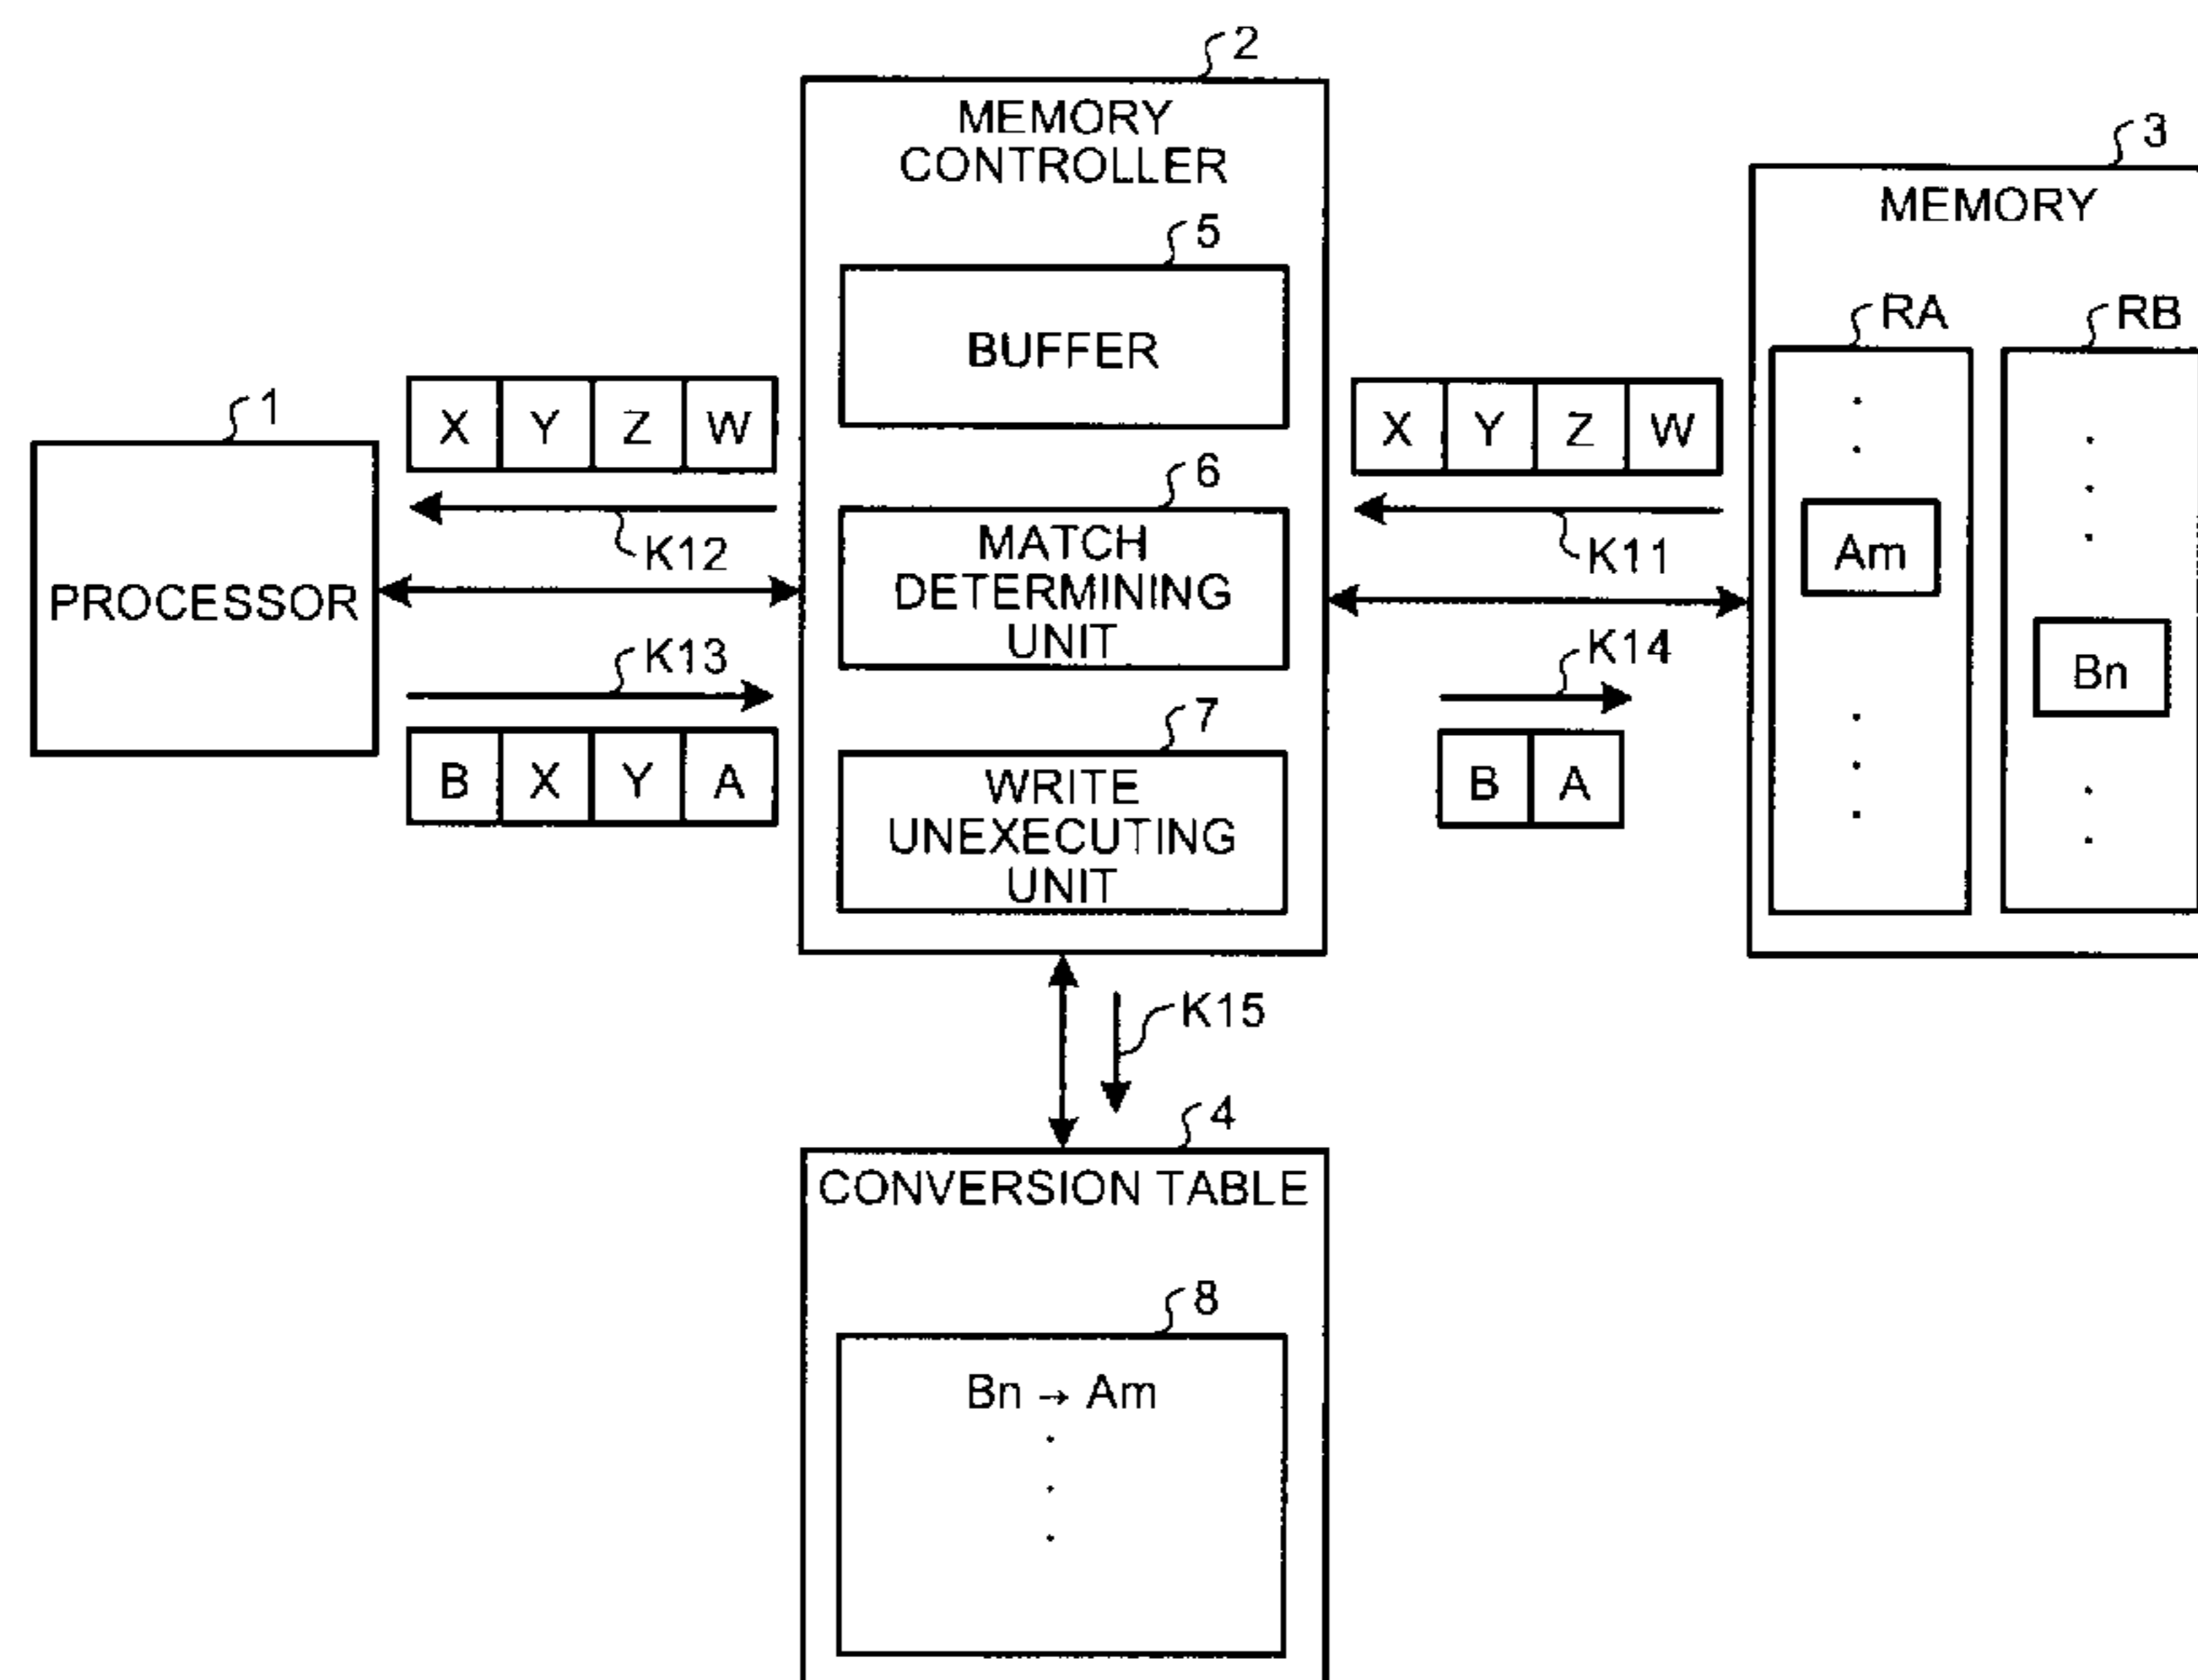 2
MEMORY
CONTROLLER
3
MEMORY
5
BUFFER
RA
RB
1
PROCESSOR
X Y Z W
K12
X Y Z W
K11
6
MATCH
DETERMINING
UNIT
Am
Bn
K13
B X Y A
K14
B A
7
WRITE
UNEXECUTING
UNIT
K15
4
CONVERSION TABLE
8
Bn → Am